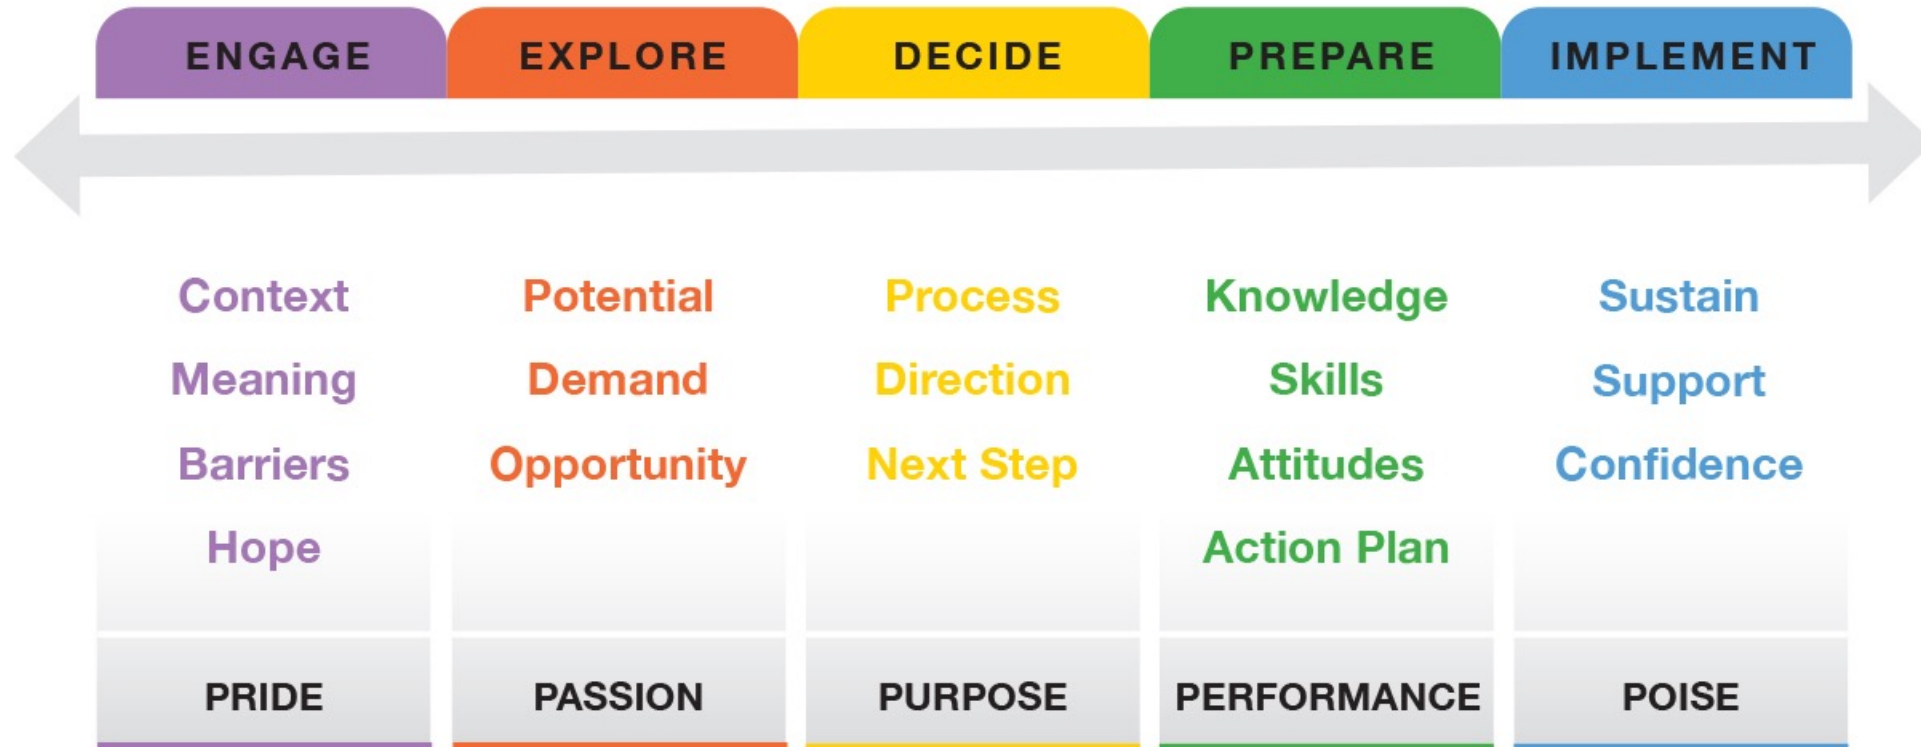 ENGAGE EXPLORE DECIDE PREPARE IMPLEMENT
Context Potential Process Knowledge Sustain
Meaning Demand Direction Skills Support
Barriers Opportunity Next Step Attitudes Confidence
Hope Action Plan
PRIDE PASSION PURPOSE PERFORMANCE POISE